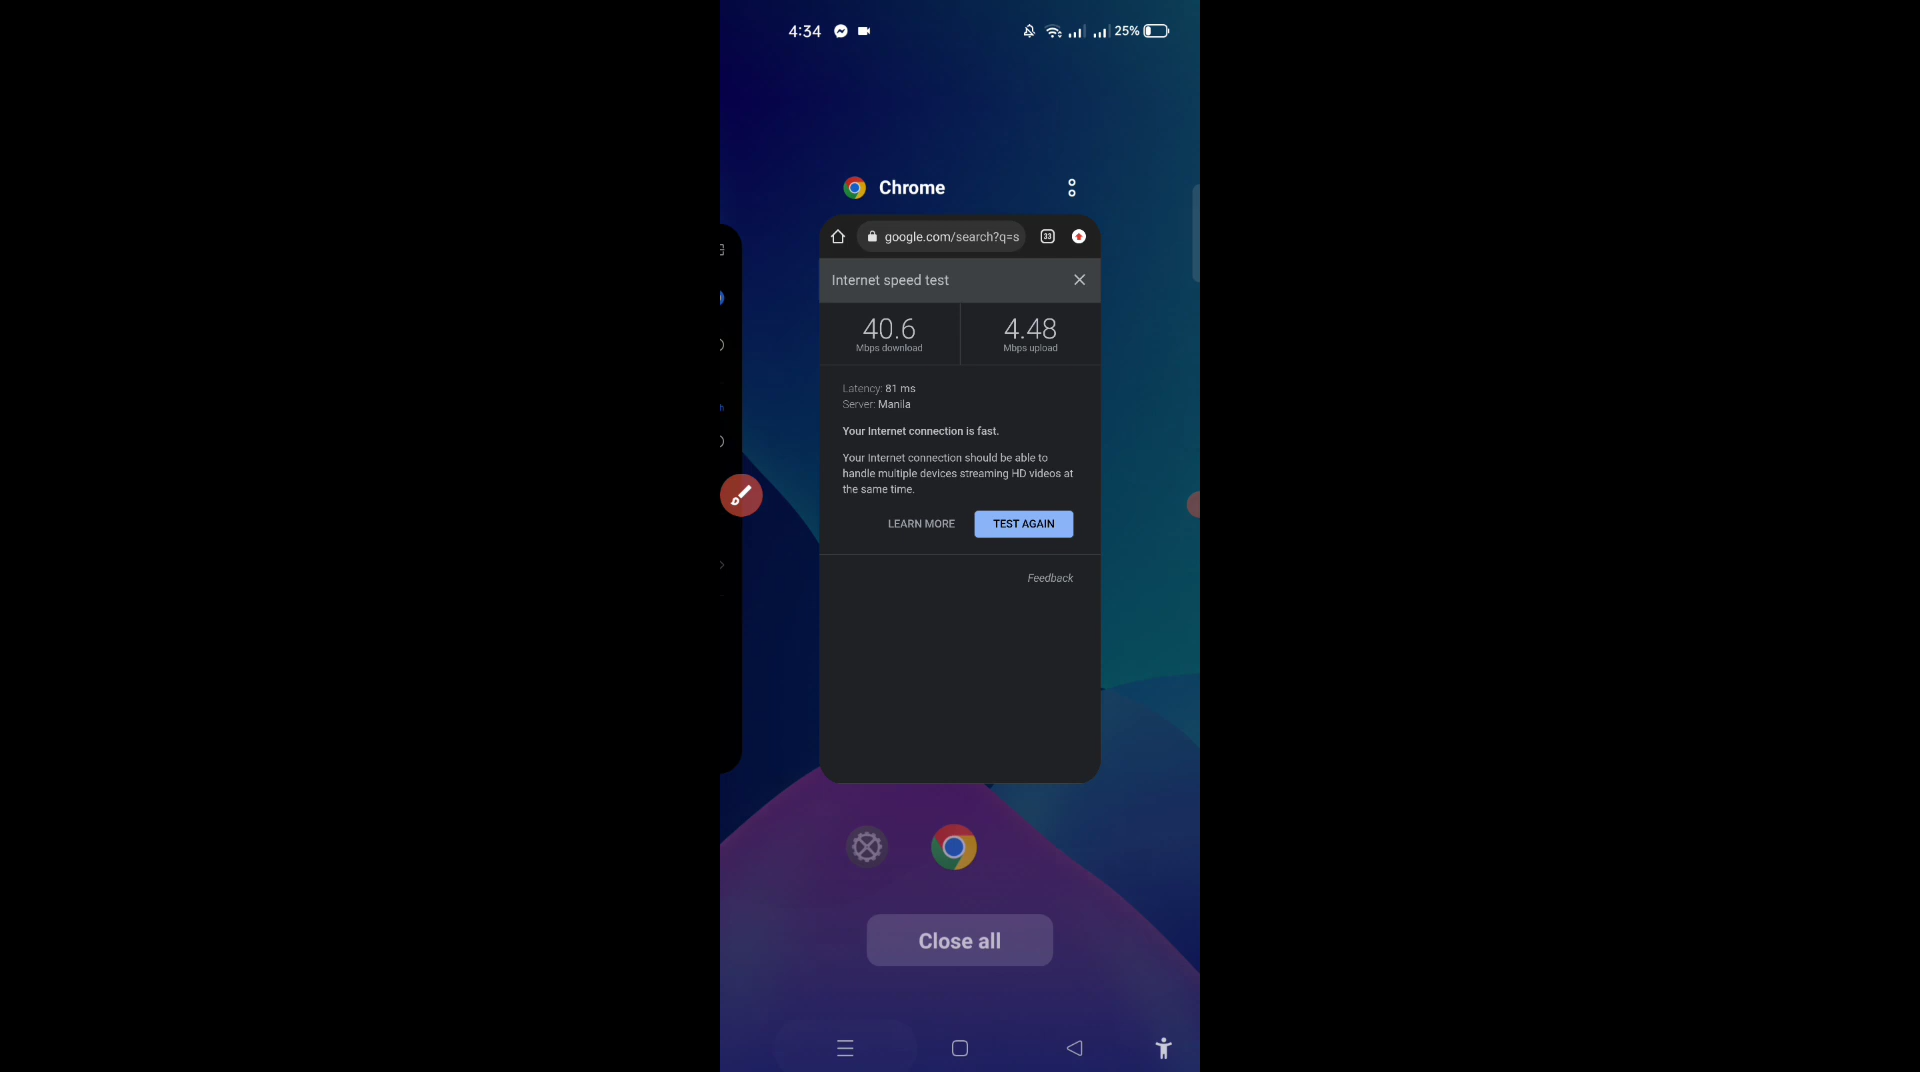 4:34
25%
Chrome
google.com/search?q=s
33
Internet speed test
40.6
Mbps download
4.48
Mbps upload
Latency: 81 ms
Server: Manila
Your Internet connection is fast.
Your Internet connection should be able to
handle multiple devices streaming HD videos at
the same time.
LEARN MORE
TEST AGAIN
Feedback
Close all